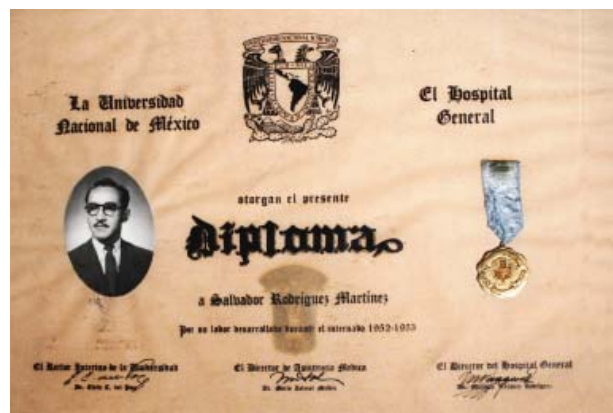 La Universidad
Nacional de México
El Hospital
General
otorgan el presente
Diploma
a Salvador Rodríguez Martínez
Por su labor desarrollada durante el internado 1952-1953
El Rector Interino de la Universidad
El Director de Asistencia Médica
El Director del Hospital General